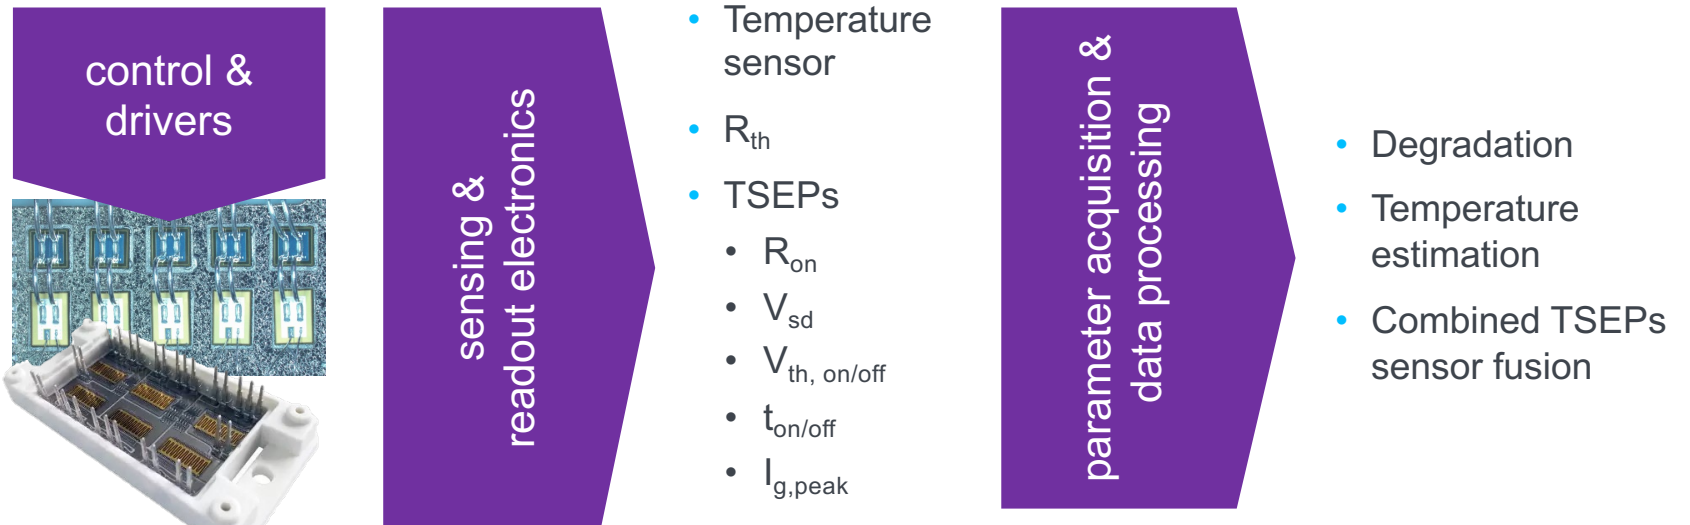 control &
drivers
sensing &
readout electronics
• Temperature
sensor
• Rth
• TSEPs
• Ron
• Vsd
• Vth, on/off
• ton/off
• Ig,peak
parameter acquisition &
data processing
• Degradation
• Temperature
estimation
• Combined TSEPs
sensor fusion